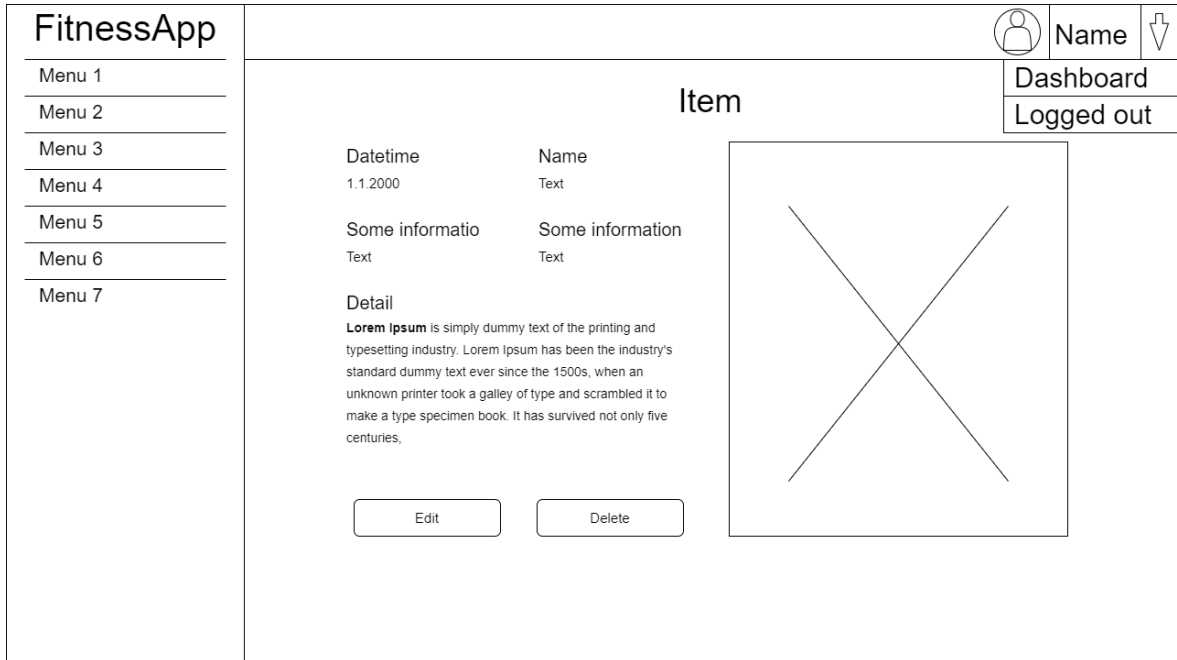 FitnessApp
Menu 1
Menu 2
Menu 3
Menu 4
Menu 5
Menu 6
Menu 7
Name
Dashboard
Logged out
Item
Datetime
1.1.2000
Name
Text
Some informatio
Text
Some information
Text
Detail
Lorem Ipsum is simply dummy text of the printing and
typesetting industry. Lorem Ipsum has been the industry's
standard dummy text ever since the 1500s, when an
unknown printer took a galley of type and scrambled it to
make a type specimen book. It has survived not only five
centuries,
Edit
Delete